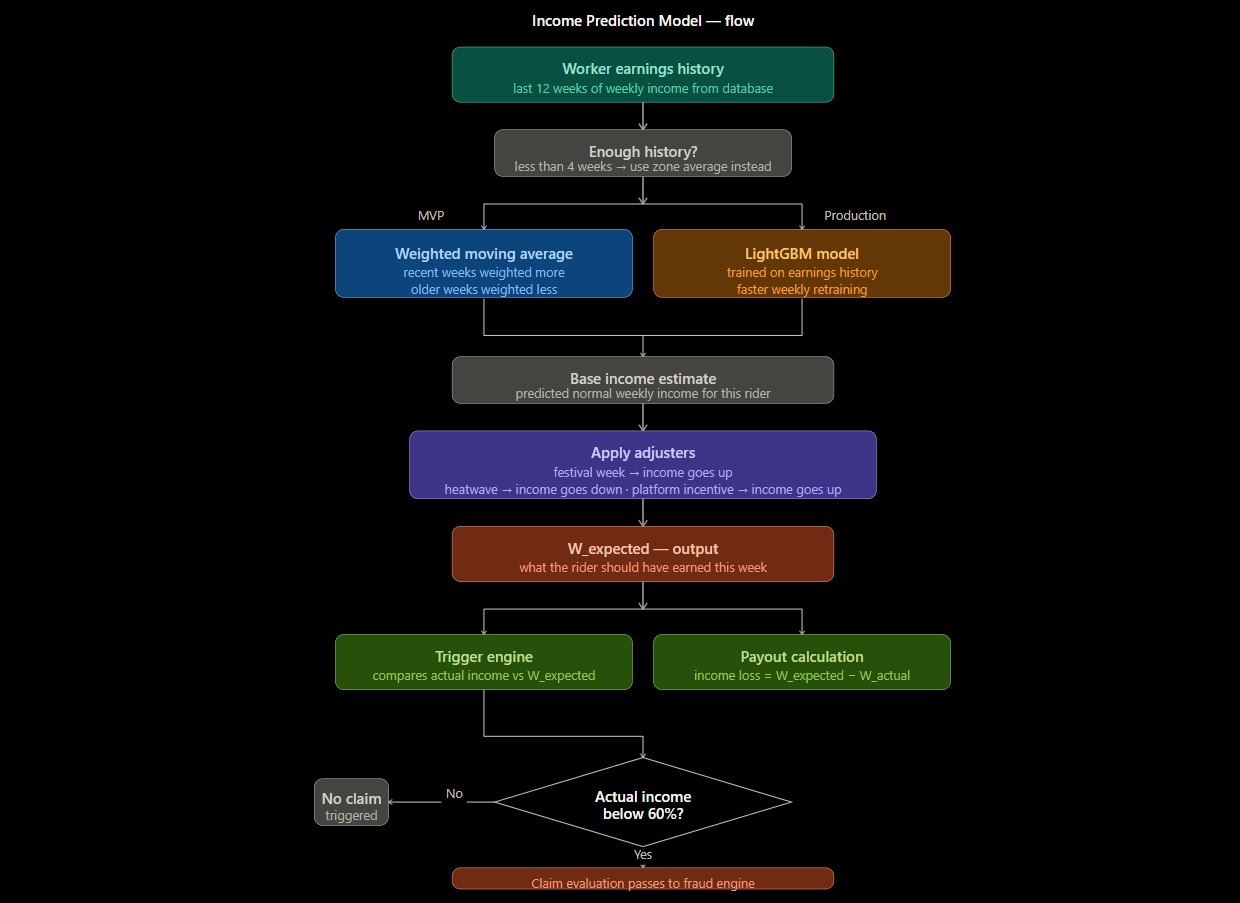 Income Prediction Model — flow
Worker earnings history
last 12 weeks of weekly income from database
Enough history?
less than 4 weeks → use zone average instead
MVP
Production
Weighted moving average
recent weeks weighted more
older weeks weighted less
LightGBM model
trained on earnings history
faster weekly retraining
Base income estimate
predicted normal weekly income for this rider
Apply adjusters
festival week → income goes up
heatwave → income goes down · platform incentive → income goes up
W_expected — output
what the rider should have earned this week
Trigger engine
compares actual income vs W_expected
Payout calculation
income loss = W_expected − W_actual
Actual income
below 60%?
No
No claim
triggered
Yes
Claim evaluation passes to fraud engine